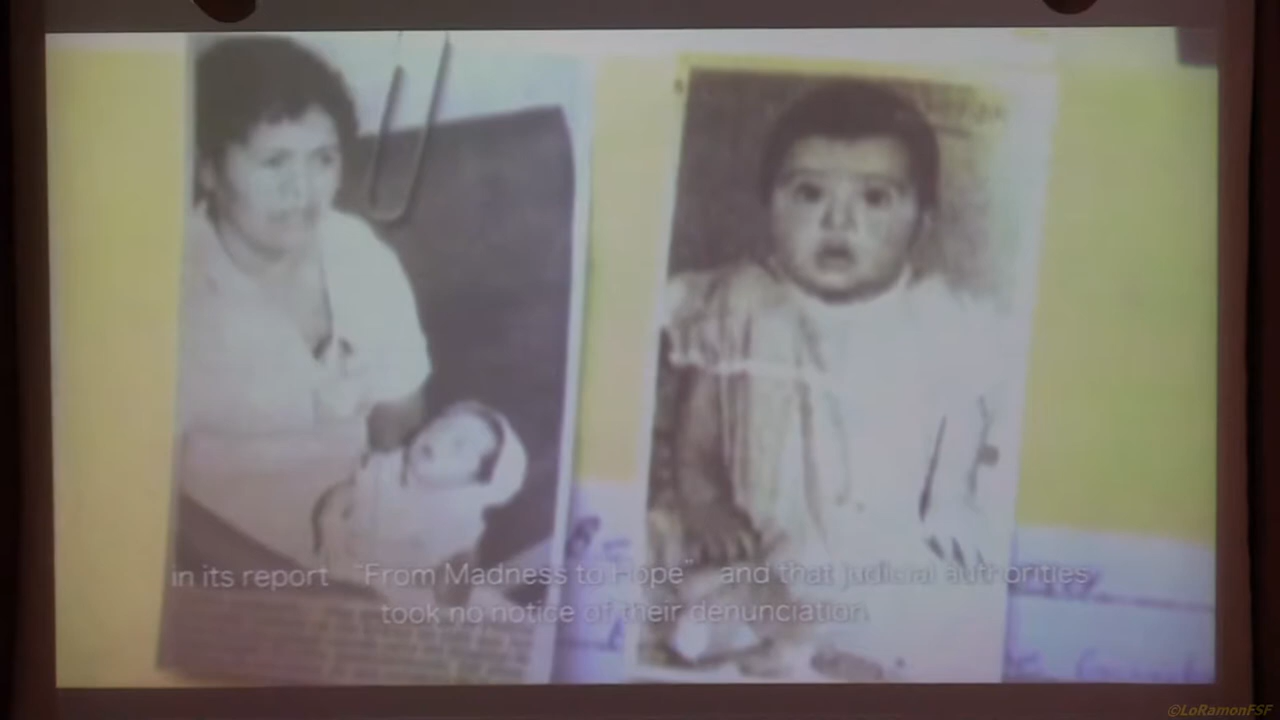 in its report "From Madness to Hope" and that judicial authorities
took no notice of their denunciation.
©LoRamonFSF